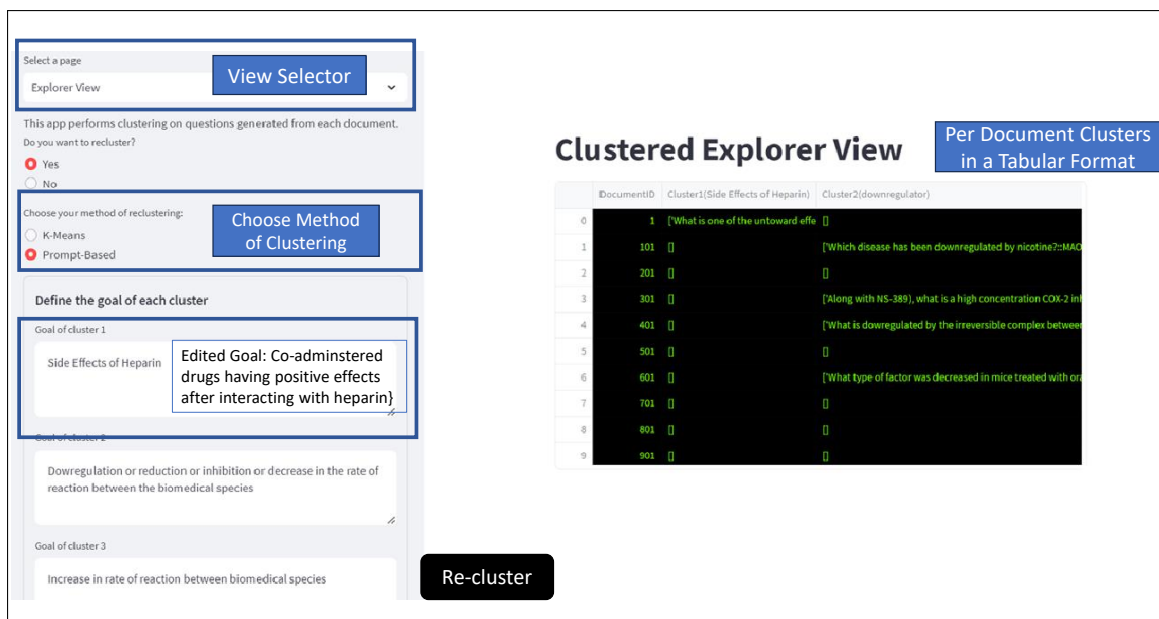 Select a page
View Selector
Explorer View
This app performs clustering on questions generated from each document.
Do you want to recluster?
Yes
No
Choose your method of reclustering:
Choose Method
of Clustering
K-Means
Prompt-Based
Define the goal of each cluster
Goal of cluster 1
Side Effects of Heparin
Edited Goal: Co-adminstered
drugs having positive effects
after interacting with heparin}
Goal of cluster 2
Dowregulation or reduction or inhibition or decrease in the rate of
reaction between the biomedical species
Goal of cluster 3
Increase in rate of reaction between biomedical species
Re-cluster
Clustered Explorer View
Per Document Clusters
in a Tabular Format
DocumentID Cluster1(Side Effects of Heparin) Cluster2(downregulator)
0 1 ['What is one of the untoward effe []
1 101 [] ['Which disease has been downregulated by nicotine?::MAO
2 201 [] []
3 301 [] ['Along with NS-389), what is a high concentration COX-2 inh
4 401 [] ['What is dowregulated by the irreversible complex between
5 501 [] []
6 601 [] ['What type of factor was decreased in mice treated with ora
7 701 [] []
8 801 [] []
9 901 [] []